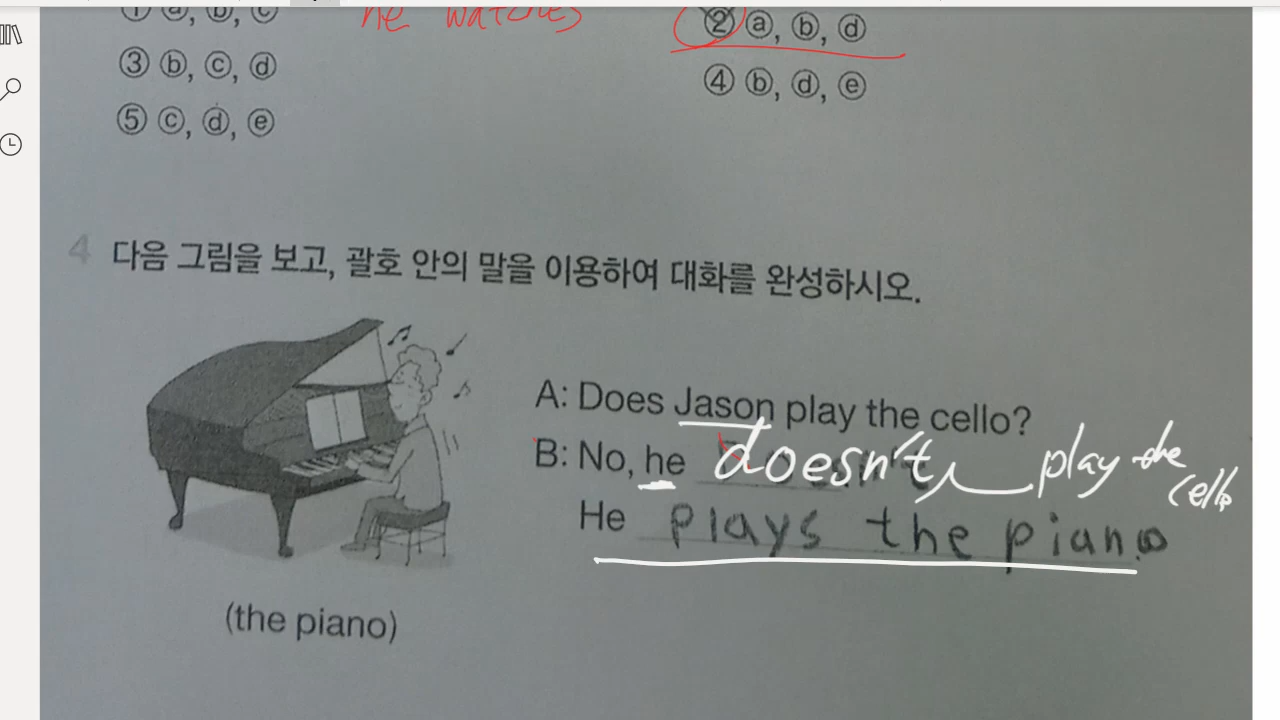 ① ⓐ, ⓑ, ⓒ
he watches
② ⓐ, ⓑ, ⓓ
③ ⓑ, ⓒ, ⓓ
④ ⓑ, ⓓ, ⓔ
⑤ ⓒ, ⓓ, ⓔ
4 다음 그림을 보고, 괄호 안의 말을 이용하여 대화를 완성하시오.
A: Does Jason play the cello?
B: No, he doesn't play the cello
He plays the piano
(the piano)